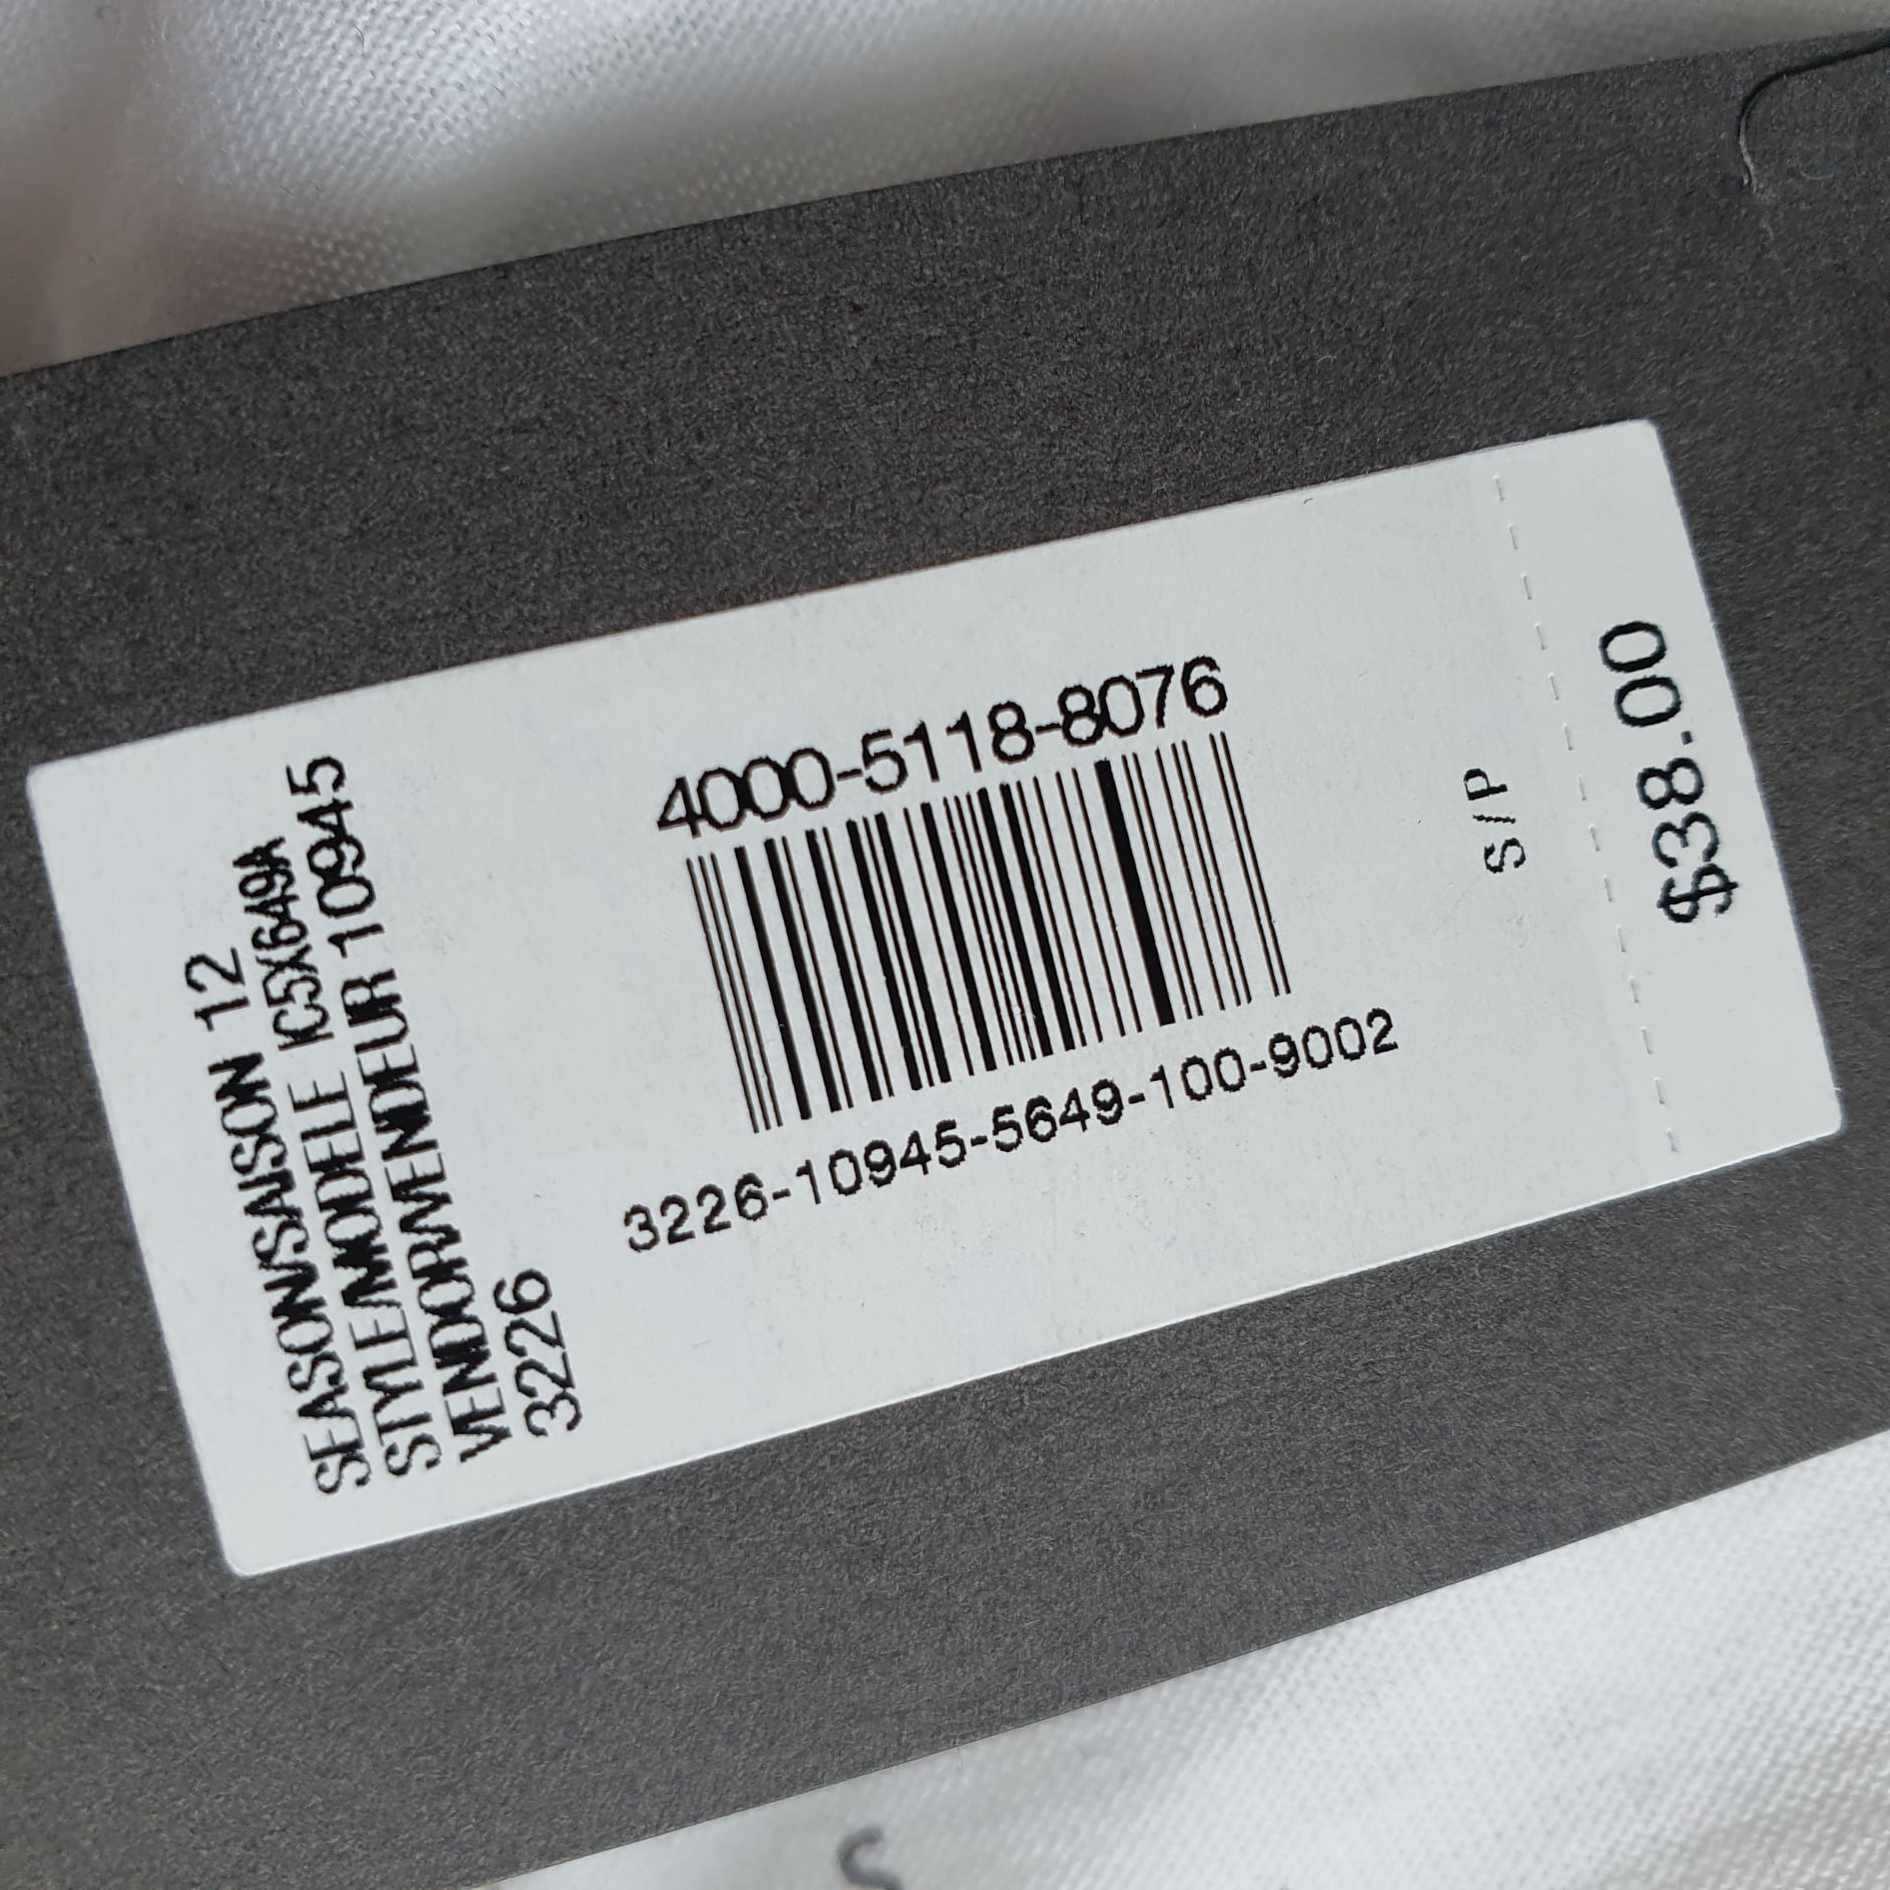 SEASON/SAISON 12
STYLE/MODELE IC5X649A
VENDOR/VENDEUR 10945
3226
4000-5118-8076
3226-10945-5649-100-9002
S/P
$38.00
S